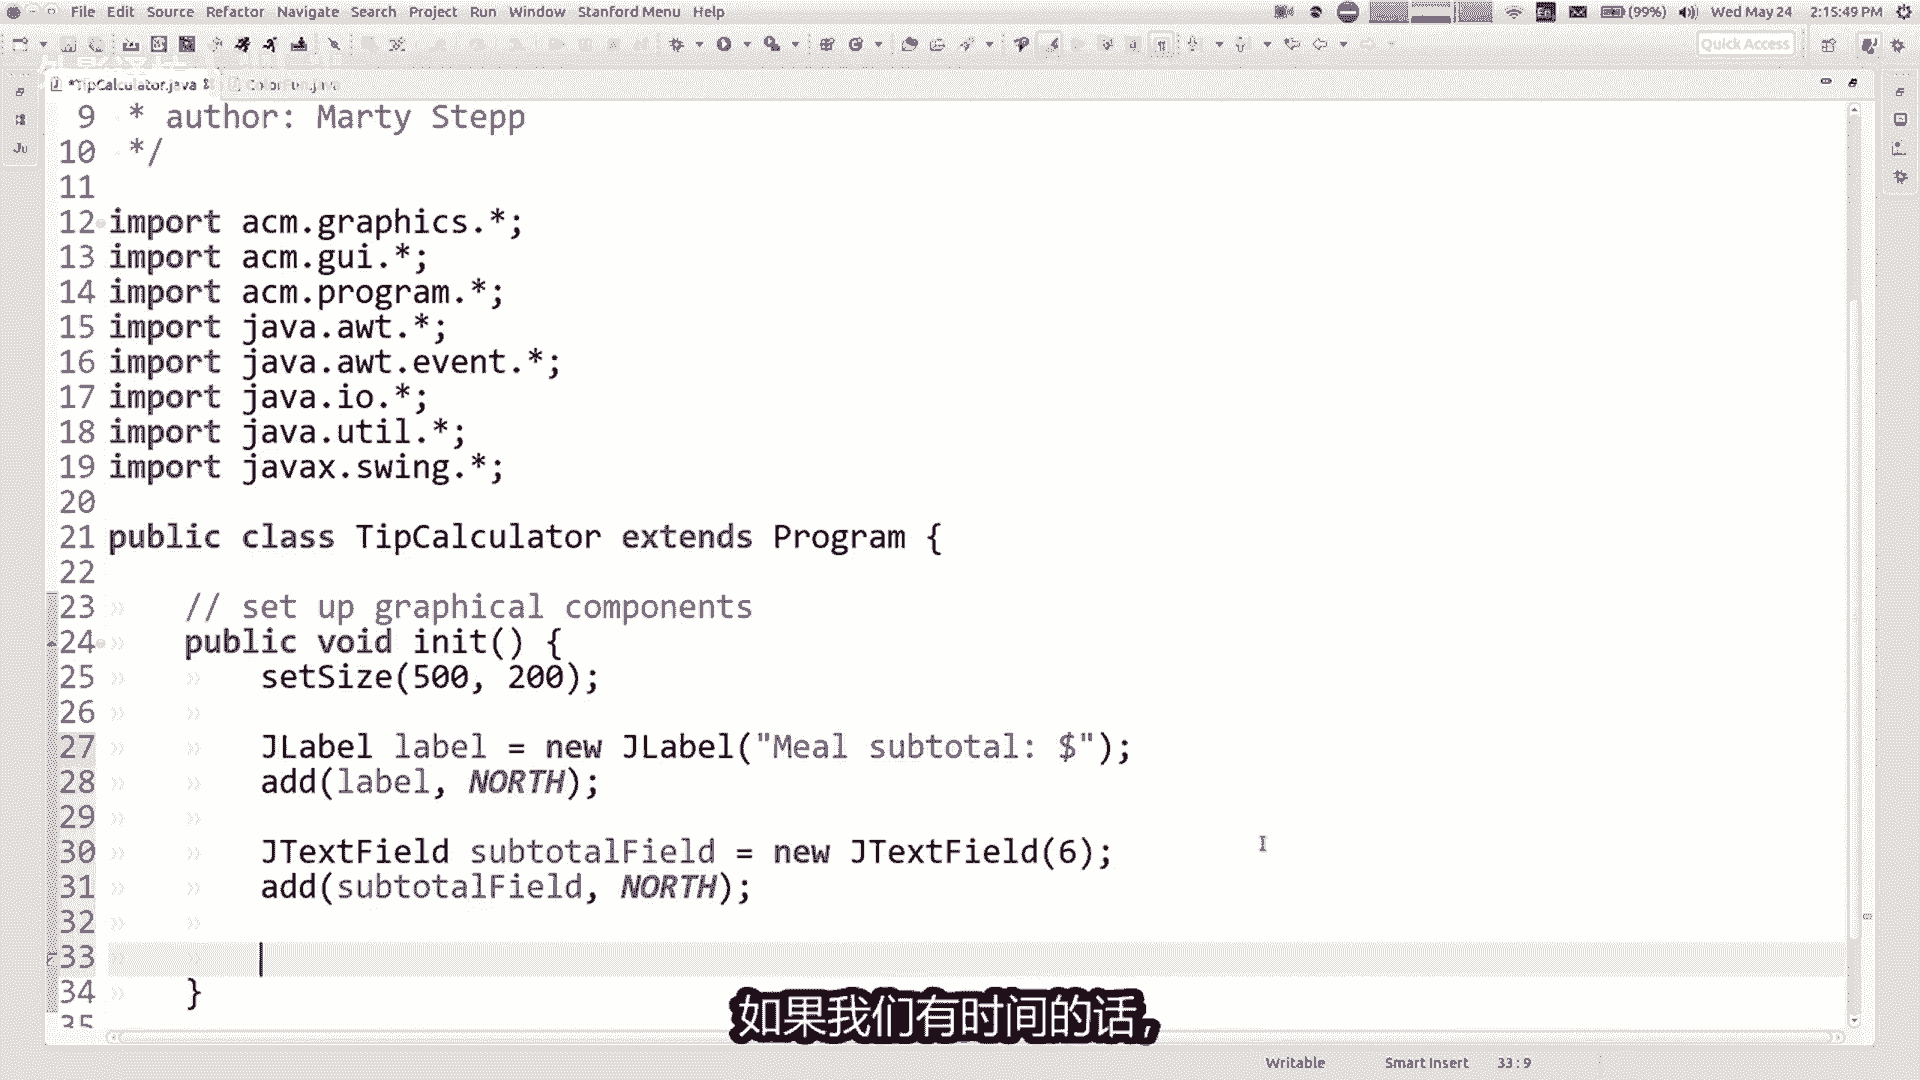 File Edit Source Refactor Navigate Search Project Run Window Stanford Menu Help
(99%) Wed May 24 2:15:49 PM
Quick Access
*TipCalculator.java ColorFun.java
9 * author: Marty Stepp
10 */
11
12 import acm.graphics.*;
13 import acm.gui.*;
14 import acm.program.*;
15 import java.awt.*;
16 import java.awt.event.*;
17 import java.io.*;
18 import java.util.*;
19 import javax.swing.*;
20
21 public class TipCalculator extends Program {
22
23 // set up graphical components
24 public void init() {
25 setSize(500, 200);
26
27 JLabel label = new JLabel("Meal subtotal: $");
28 add(label, NORTH);
29
30 JTextField subtotalField = new JTextField(6);
31 add(subtotalField, NORTH);
32
33
34 }
35
如果我们有时间的话,
Writable Smart Insert 33 : 9